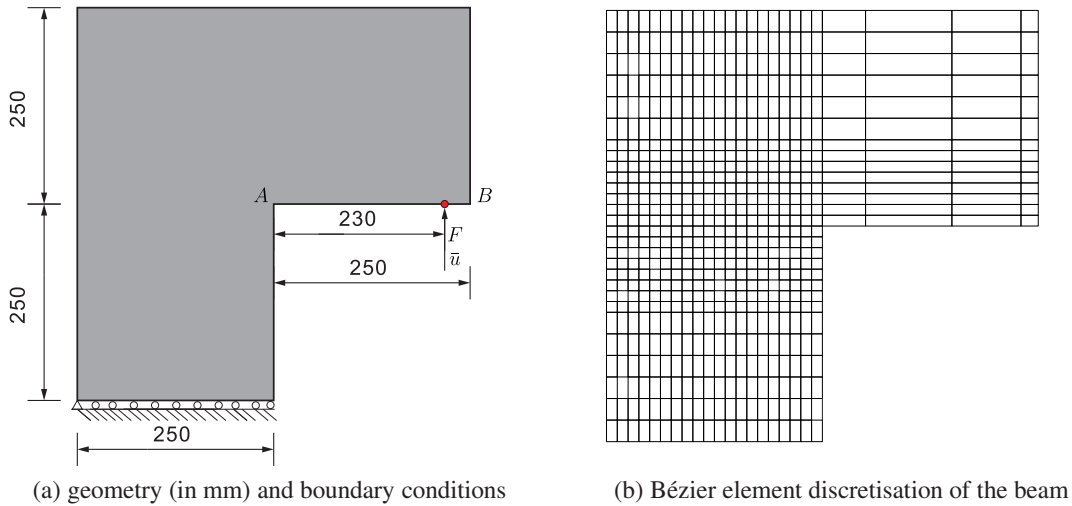 250
A
B
230
F
ū
250
250
250
(a) geometry (in mm) and boundary conditions
(b) Bézier element discretisation of the beam